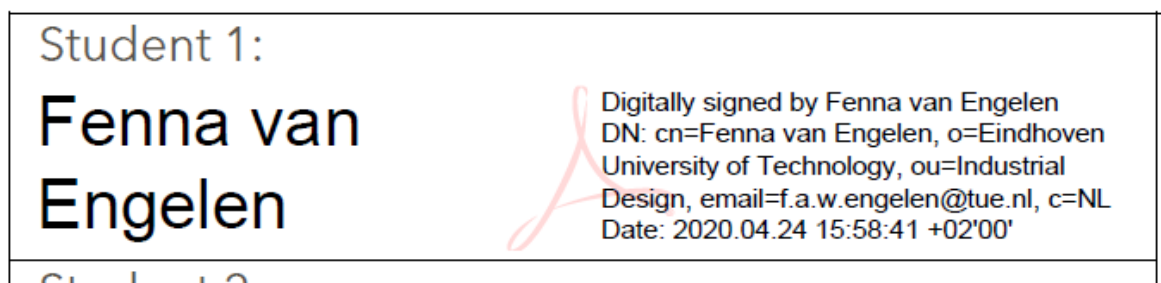 Student 1:
Fenna van
Engelen
Digitally signed by Fenna van Engelen
DN: cn=Fenna van Engelen, o=Eindhoven
University of Technology, ou=Industrial
Design, email=f.a.w.engelen@tue.nl, c=NL
Date: 2020.04.24 15:58:41 +02'00'